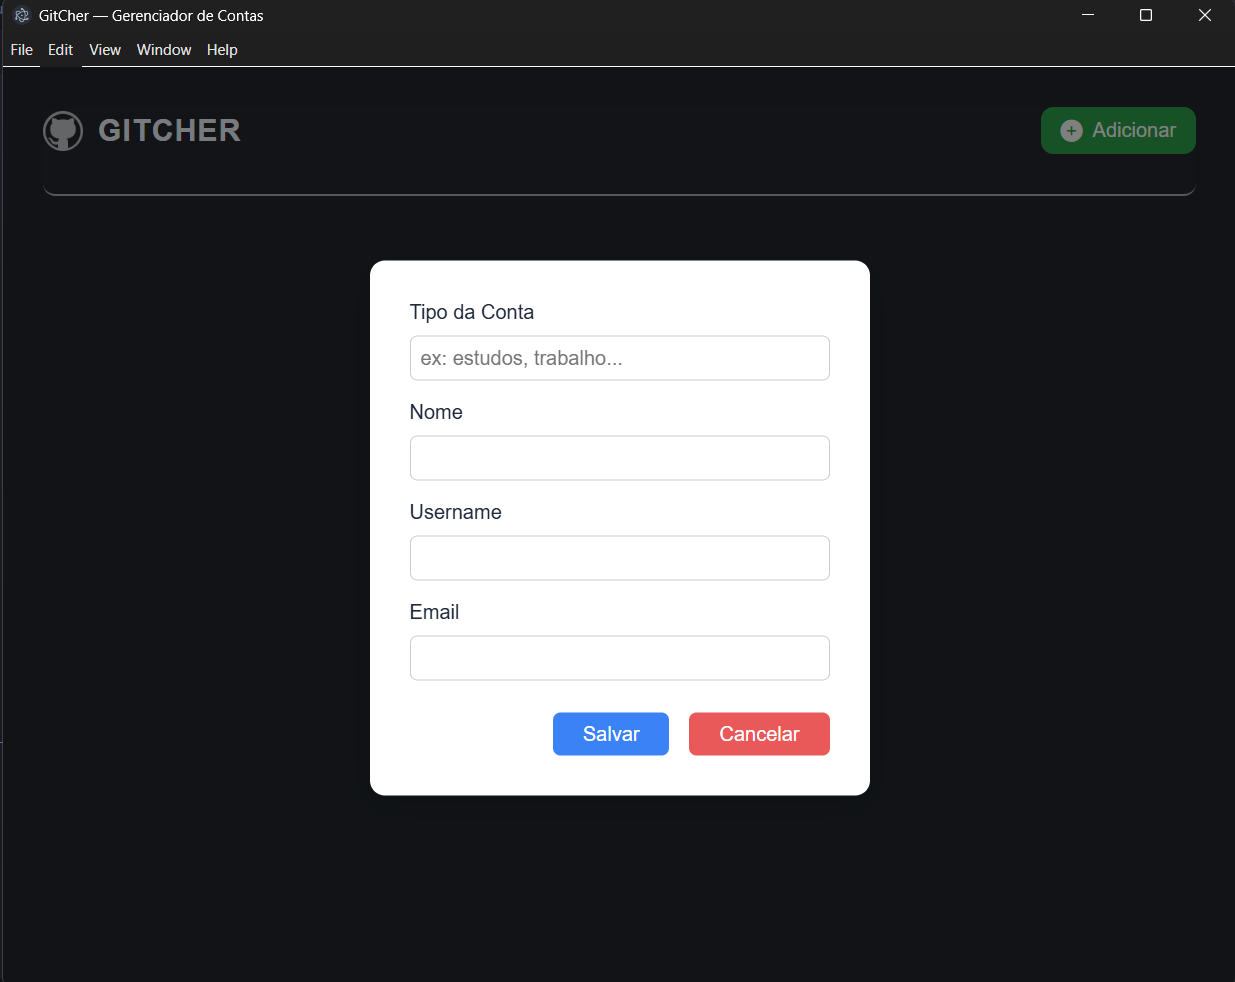 GitCher — Gerenciador de Contas
File Edit View Window Help
GITCHER
Adicionar
Tipo da Conta
ex: estudos, trabalho...
Nome
Username
Email
Salvar Cancelar